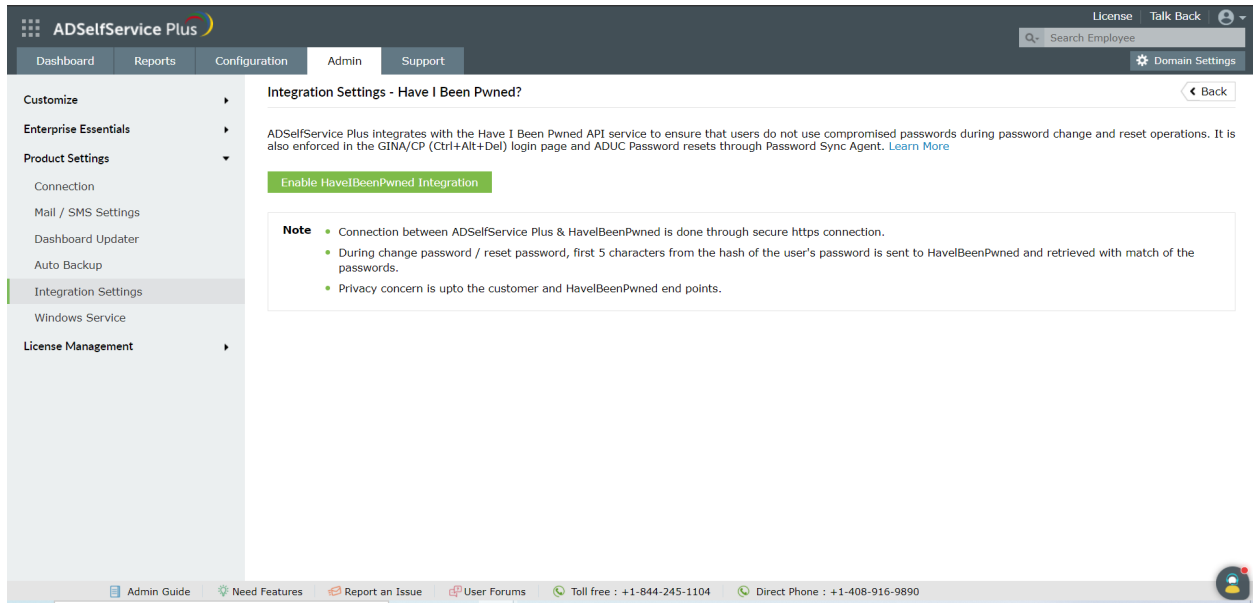 License Talk Back
ADSelfService Plus
Search Employee
Dashboard Reports Configuration Admin Support Domain Settings
Customize
Enterprise Essentials
Product Settings
Connection
Mail / SMS Settings
Dashboard Updater
Auto Backup
Integration Settings
Windows Service
License Management
Integration Settings - Have I Been Pwned?
Back
ADSelfService Plus integrates with the Have I Been Pwned API service to ensure that users do not use compromised passwords during password change and reset operations. It is
also enforced in the GINA/CP (Ctrl+Alt+Del) login page and ADUC Password resets through Password Sync Agent. Learn More
Enable HaveIBeenPwned Integration
Note
Connection between ADSelfService Plus & HaveIBeenPwned is done through secure https connection.
During change password / reset password, first 5 characters from the hash of the user's password is sent to HaveIBeenPwned and retrieved with match of the
passwords.
Privacy concern is upto the customer and HaveIBeenPwned end points.
Admin Guide Need Features Report an Issue User Forums Toll free : +1-844-245-1104 Direct Phone : +1-408-916-9890